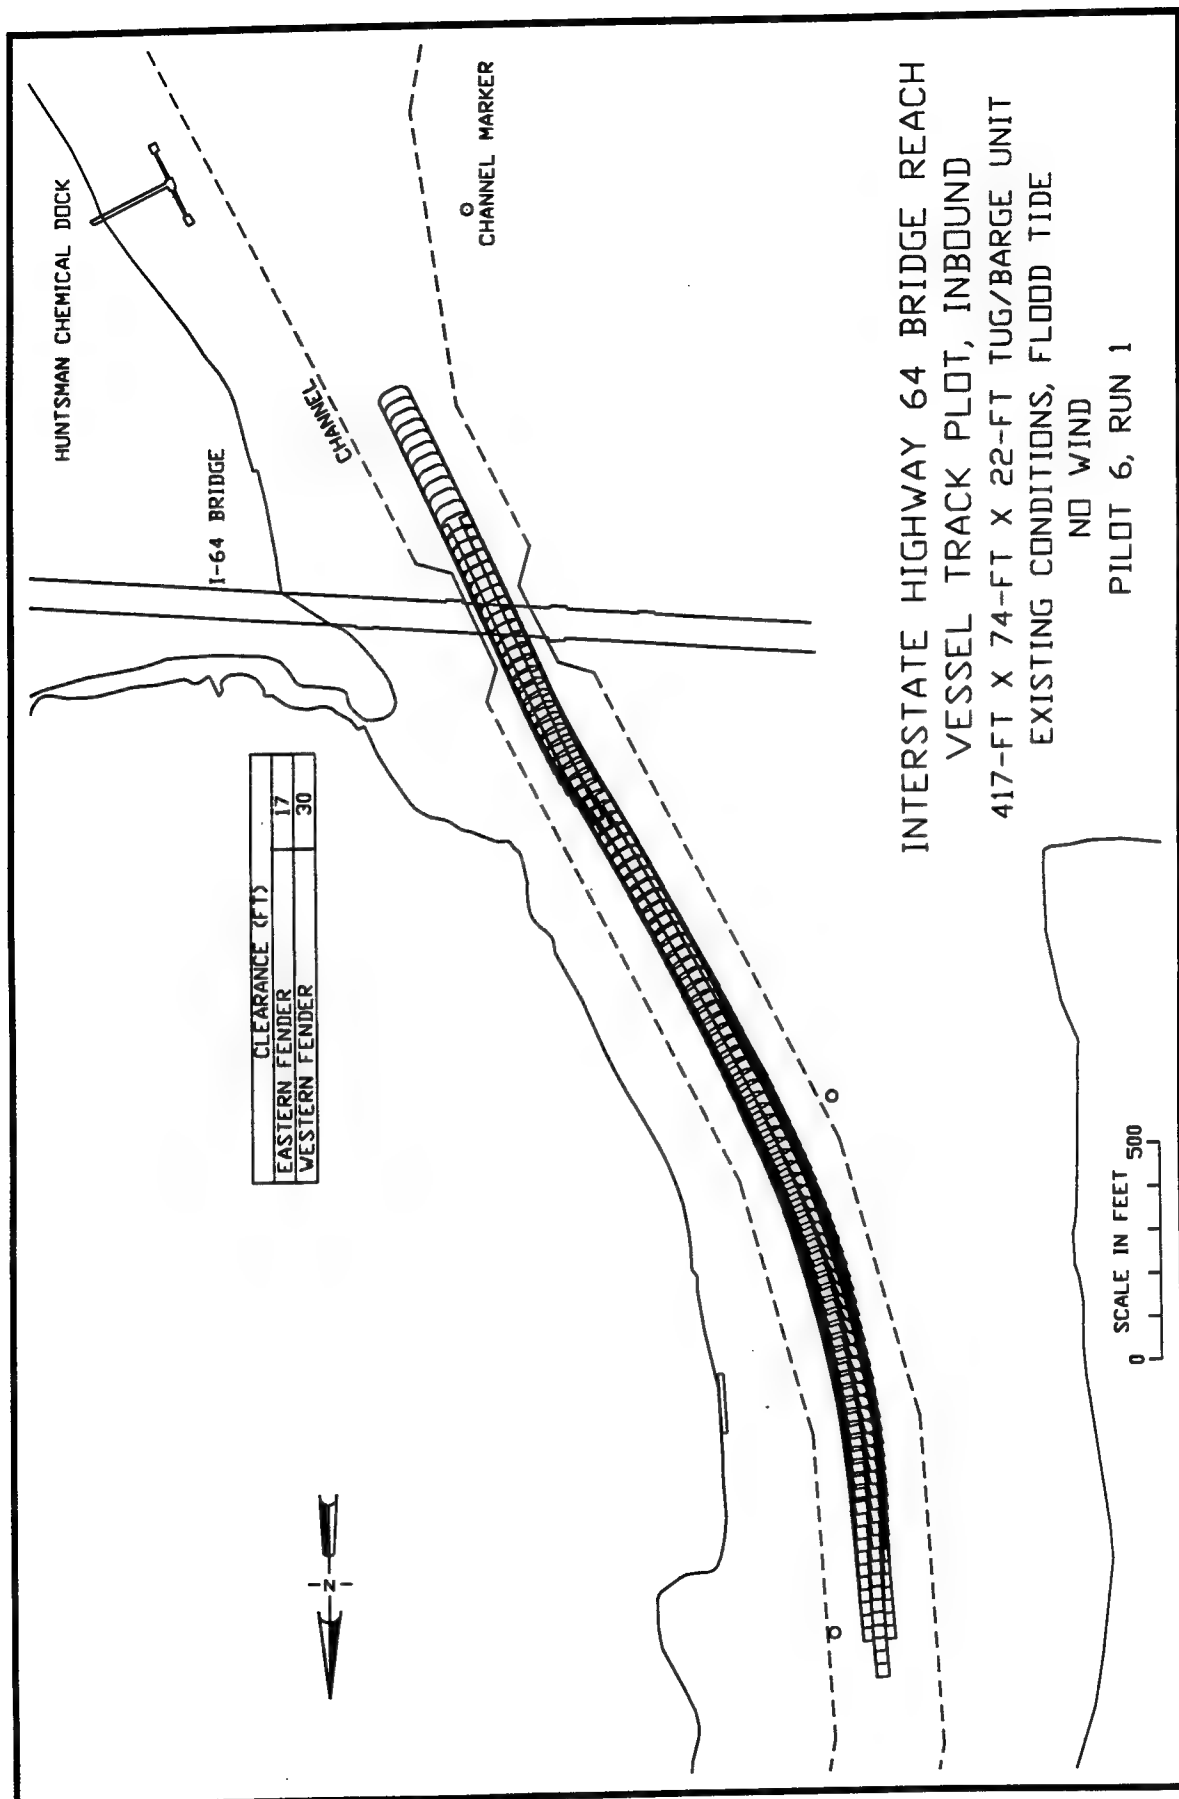 HUNTSMAN CHEMICAL DOCK
CHANNEL MARKER
I-64 BRIDGE
CHANNEL
CLEARANCE (FT)
EASTERN FENDER 17
WESTERN FENDER 30
N
SCALE IN FEET
0 500
INTERSTATE HIGHWAY 64 BRIDGE REACH
VESSEL TRACK PLOT, INBOUND
417-FT X 74-FT X 22-FT TUG/BARGE UNIT
EXISTING CONDITIONS, FLOOD TIDE
NO WIND
PILOT 6, RUN 1